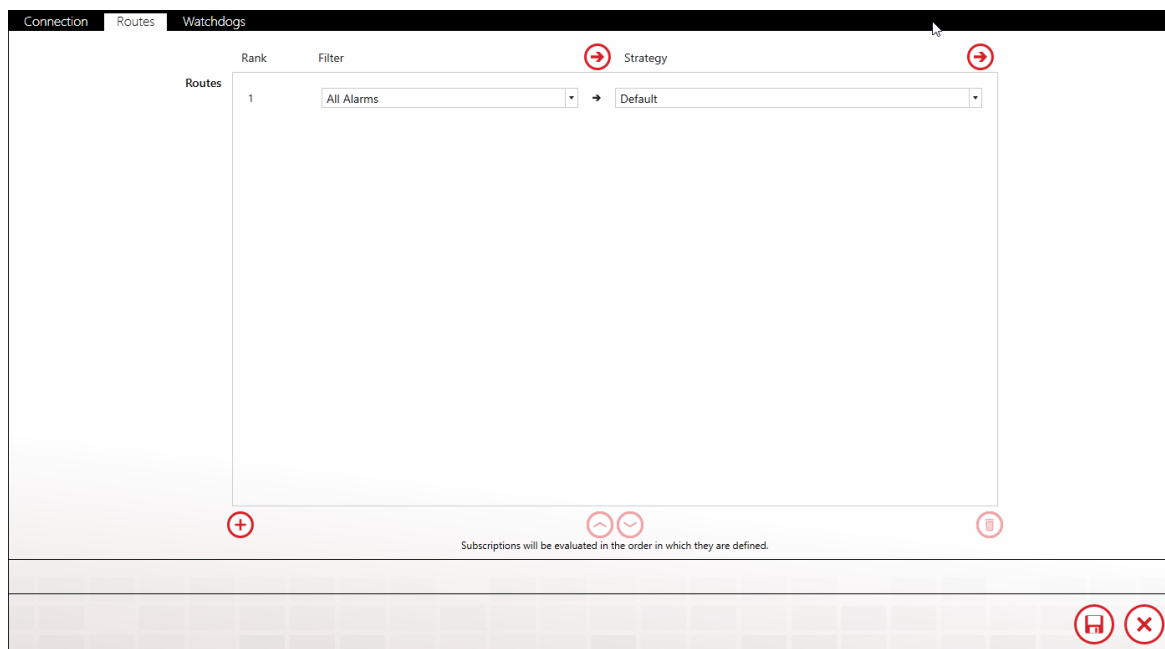 Connection Routes Watchdogs
Rank Filter Strategy
Routes
1 All Alarms Default
Subscriptions will be evaluated in the order in which they are defined.